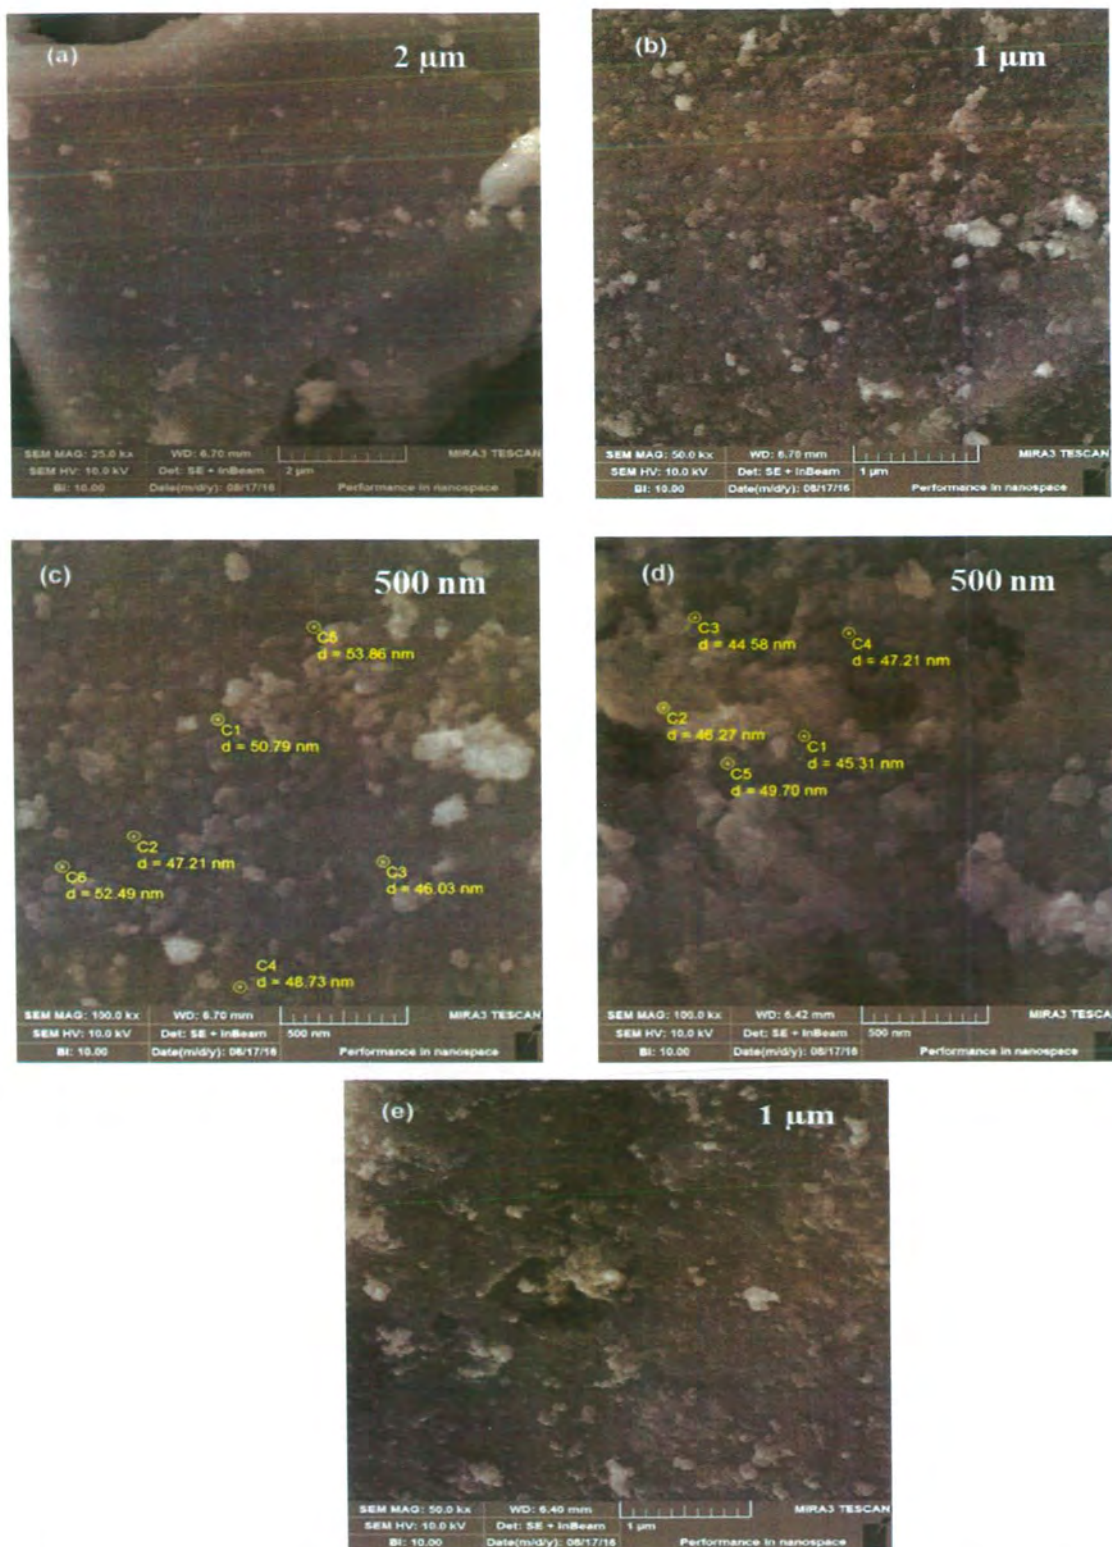 (a)
2 µm
SEM MAG: 25.0 kx
WD: 6.70 mm
MIRA3 TESCAN
SEM HV: 10.0 kV
Det: SE + InBeam
2 µm
BI: 10.00
Date(m/d/y): 08/17/16
Performance in nanospace
(b)
1 µm
SEM MAG: 50.0 kx
WD: 6.70 mm
MIRA3 TESCAN
SEM HV: 10.0 kV
Det: SE + InBeam
1 µm
BI: 10.00
Date(m/d/y): 08/17/16
Performance in nanospace
(c)
500 nm
d = 53.86 nm
C1
d = 50.79 nm
C2
d = 47.21 nm
C3
d = 46.03 nm
C6
d = 52.49 nm
C4
d = 48.73 nm
SEM MAG: 100.0 kx
WD: 6.70 mm
MIRA3 TESCAN
SEM HV: 10.0 kV
Det: SE + InBeam
500 nm
BI: 10.00
Date(m/d/y): 08/17/16
Performance in nanospace
(d)
500 nm
C3
d = 44.58 nm
C4
d = 47.21 nm
C2
d = 46.27 nm
C1
d = 45.31 nm
C5
d = 49.70 nm
SEM MAG: 100.0 kx
WD: 6.42 mm
MIRA3 TESCAN
SEM HV: 10.0 kV
Det: SE + InBeam
500 nm
BI: 10.00
Date(m/d/y): 08/17/16
Performance in nanospace
(e)
1 µm
SEM MAG: 50.0 kx
WD: 6.40 mm
MIRA3 TESCAN
SEM HV: 10.0 kV
Det: SE + InBeam
1 µm
BI: 10.00
Date(m/d/y): 08/17/16
Performance in nanospace